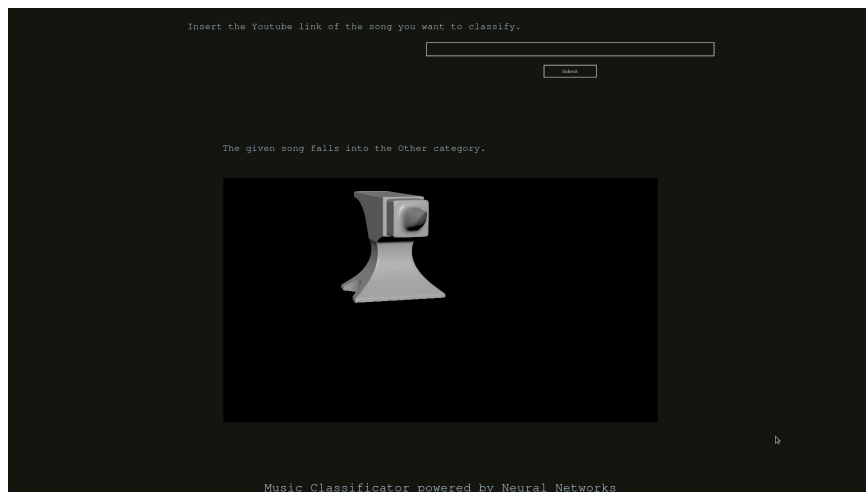 Insert the Youtube link of the song you want to classify.
Submit
The given song falls into the Other category.
Music Classificator powered by Neural Networks